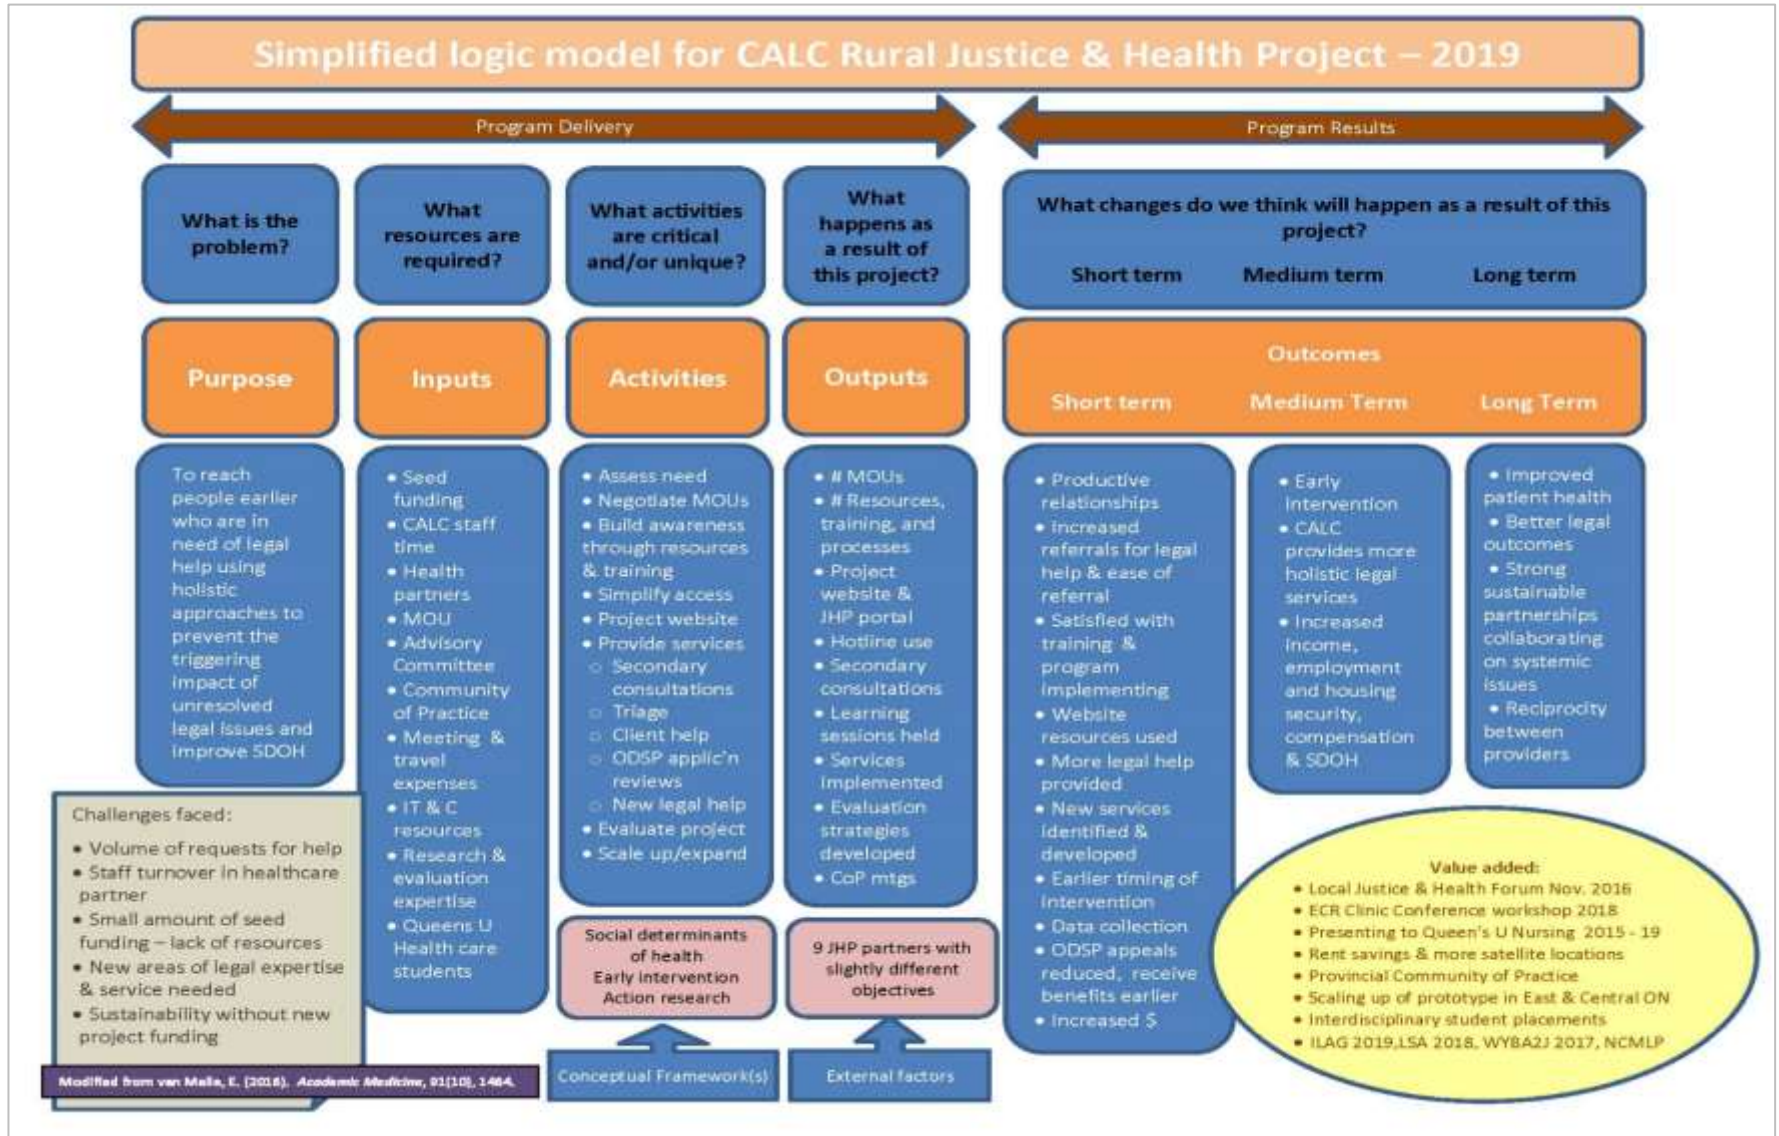 Simplified logic model for CALC Rural Justice & Health Project – 2019
Program Delivery
Program Results
What is the
problem?
What
resources are
required?
What activities
are critical
and/or unique?
What
happens as
a result of
this project?
What changes do we think will happen as a result of this
project?
Short term Medium term Long term
Purpose
Inputs
Activities
Outputs
Outcomes
Short term Medium Term Long Term
To reach
people earlier
who are in
need of legal
help using
holistic
approaches to
prevent the
triggering
impact of
unresolved
legal issues and
improve SDOH
• Seed
funding
• CALC staff
time
• Health
partners
• MOU
• Advisory
Committee
• Community
of Practice
• Meeting &
travel
expenses
• IT & C
resources
• Research &
evaluation
expertise
• Queens U
Health care
students
• Assess need
• Negotiate MOUs
• Build awareness
through resources
& training
• Simplify access
• Project website
• Provide services
○ Secondary
consultations
○ Triage
○ Client help
○ ODSP applic'n
reviews
○ New legal help
• Evaluate project
• Scale up/expand
• # MOUs
• # Resources,
training, and
processes
• Project
website &
JHP portal
• Hotline use
• Secondary
consultations
• Learning
sessions held
• Services
implemented
• Evaluation
strategies
developed
• CoP mtgs
• Productive
relationships
• Increased
referrals for legal
help & ease of
referral
• Satisfied with
training &
program
implementing
• Website
resources used
• More legal help
provided
• New services
identified &
developed
• Earlier timing of
intervention
• Data collection
• ODSP appeals
reduced, receive
benefits earlier
• Increased $
• Early
intervention
• CALC
provides more
holistic legal
services
• Increased
income,
employment
and housing
security,
compensation
& SDOH
• Improved
patient health
• Better legal
outcomes
• Strong
sustainable
partnerships
collaborating
on systemic
issues
• Reciprocity
between
providers
Challenges faced:
• Volume of requests for help
• Staff turnover in healthcare
partner
• Small amount of seed
funding – lack of resources
• New areas of legal expertise
& service needed
• Sustainability without new
project funding
Modified from van Melle, E. (2016). Academic Medicine, 91(10), 1464.
Social determinants
of health
Early intervention
Action research
Conceptual Framework(s)
9 JHP partners with
slightly different
objectives
External factors
Value added:
• Local Justice & Health Forum Nov. 2016
• ECR Clinic Conference workshop 2018
• Presenting to Queen's U Nursing 2015 - 19
• Rent savings & more satellite locations
• Provincial Community of Practice
• Scaling up of prototype in East & Central ON
• Interdisciplinary student placements
• ILAG 2019,LSA 2018, WYBA2J 2017, NCMLP